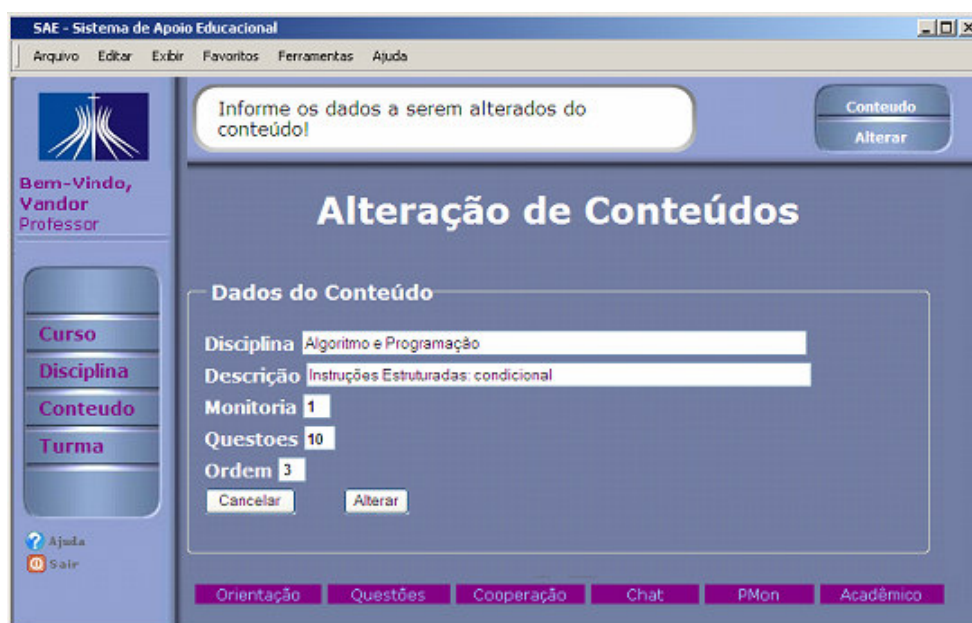 SAE - Sistema de Apoio Educacional
Arquivo Editar Exibir Favoritos Ferramentas Ajuda
Informe os dados a serem alterados do
conteúdo!
Conteudo
Alterar
Bem-Vindo,
Vandor
Professor
Alteração de Conteúdos
Curso
Disciplina
Conteudo
Turma
Ajuda
Sair
Dados do Conteúdo
Disciplina Algoritmo e Programação
Descrição Instruções Estruturadas: condicional
Monitoria 1
Questoes 10
Ordem 3
Cancelar Alterar
Orientação Questões Cooperação Chat PMon Acadêmico